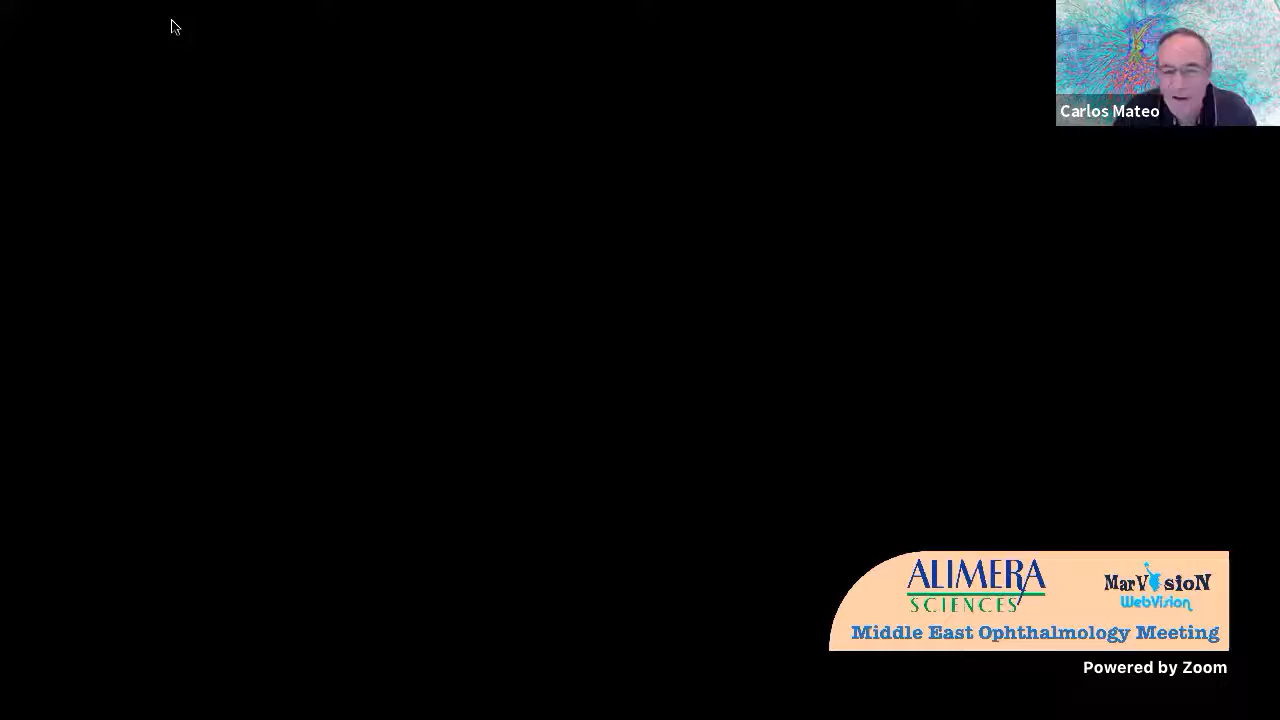 Carlos Mateo
ALIMERA
SCIENCES
MarVisioN
WebVision
Middle East Ophthalmology Meeting
Powered by Zoom